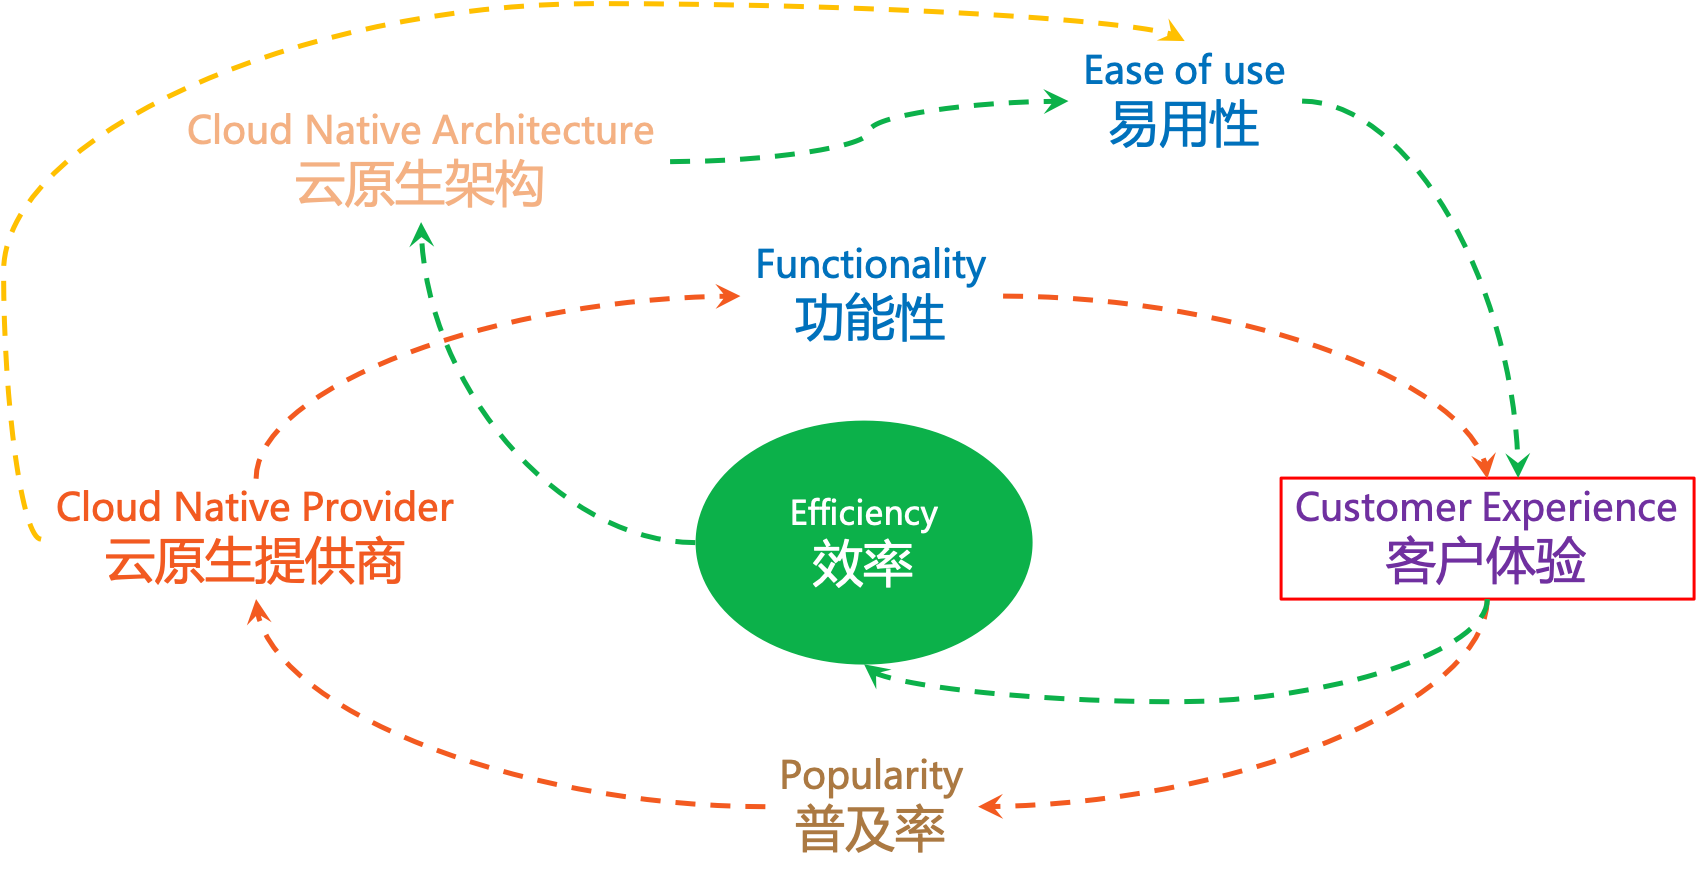 Ease of use
易用性
Cloud Native Architecture
云原生架构
Functionality
功能性
Cloud Native Provider
云原生提供商
Efficiency
效率
Customer Experience
客户体验
Popularity
普及率